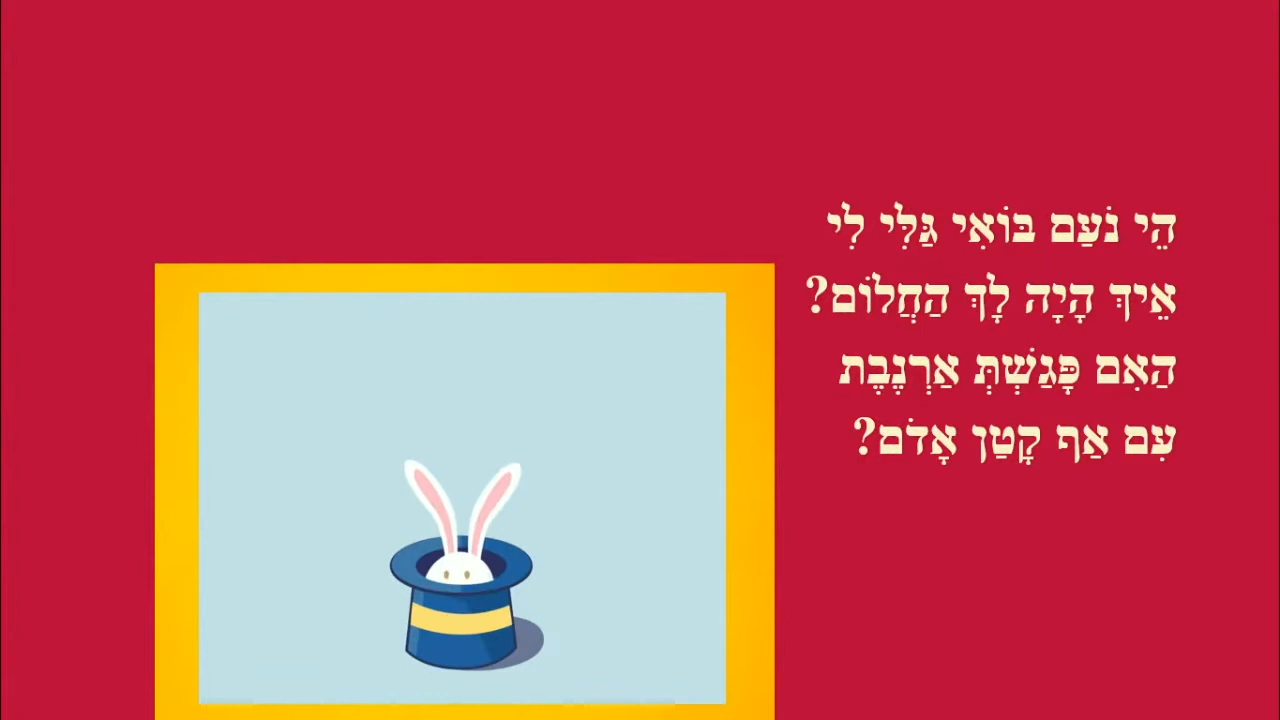 הֵי נֹעַם בּוֹאִי גַּלִּי לִי
אֵיךְ הָיָה לָךְ הַחֲלוֹם?
הַאִם פָּגַשְׁתְּ אַרְנֶבֶת
עִם אַף קָטַן אָדֹם?